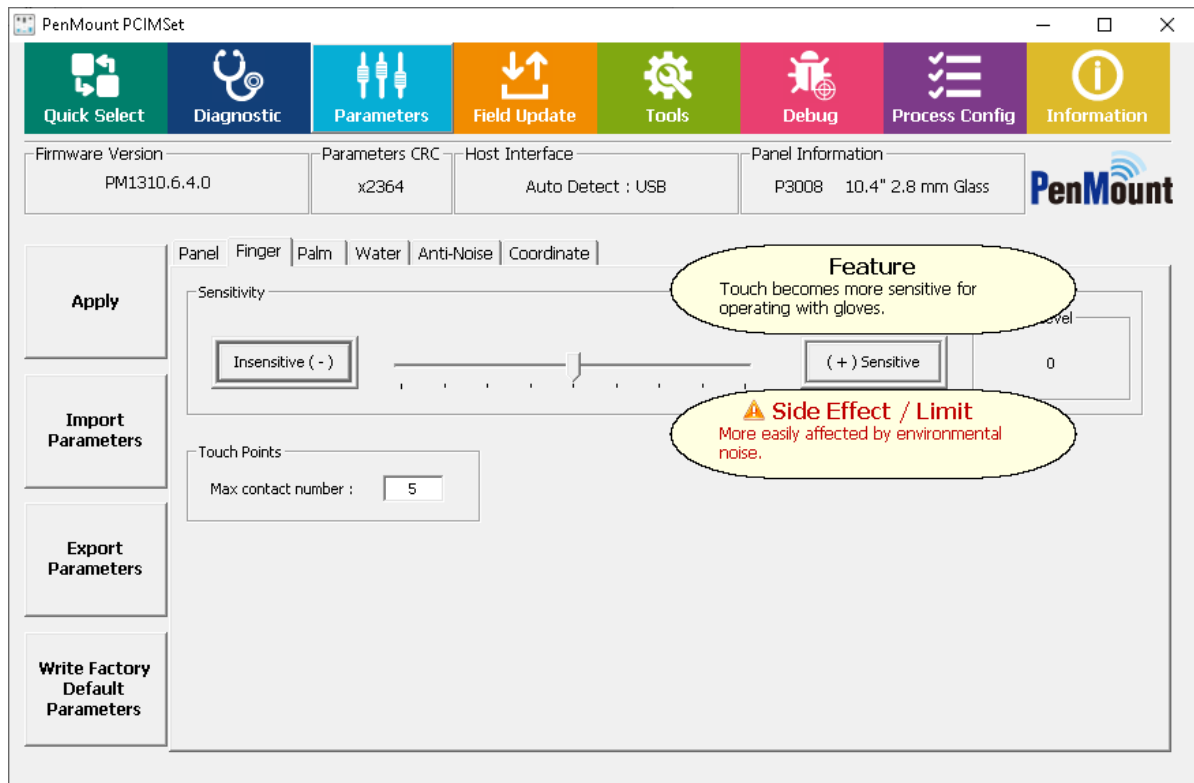 PenMount PCIMSet
Quick Select
Diagnostic
Parameters
Field Update
Tools
Debug
Process Config
Information
Firmware Version
PM1310.6.4.0
Parameters CRC
x2364
Host Interface
Auto Detect : USB
Panel Information
P3008 10.4" 2.8 mm Glass
PenMount
Apply
Import
Parameters
Export
Parameters
Write Factory
Default
Parameters
Panel
Finger
Palm
Water
Anti-Noise
Coordinate
Sensitivity
Insensitive ( - )
( + ) Sensitive
0
Feature
Touch becomes more sensitive for
operating with gloves.
Side Effect / Limit
More easily affected by environmental
noise.
Touch Points
Max contact number :
5